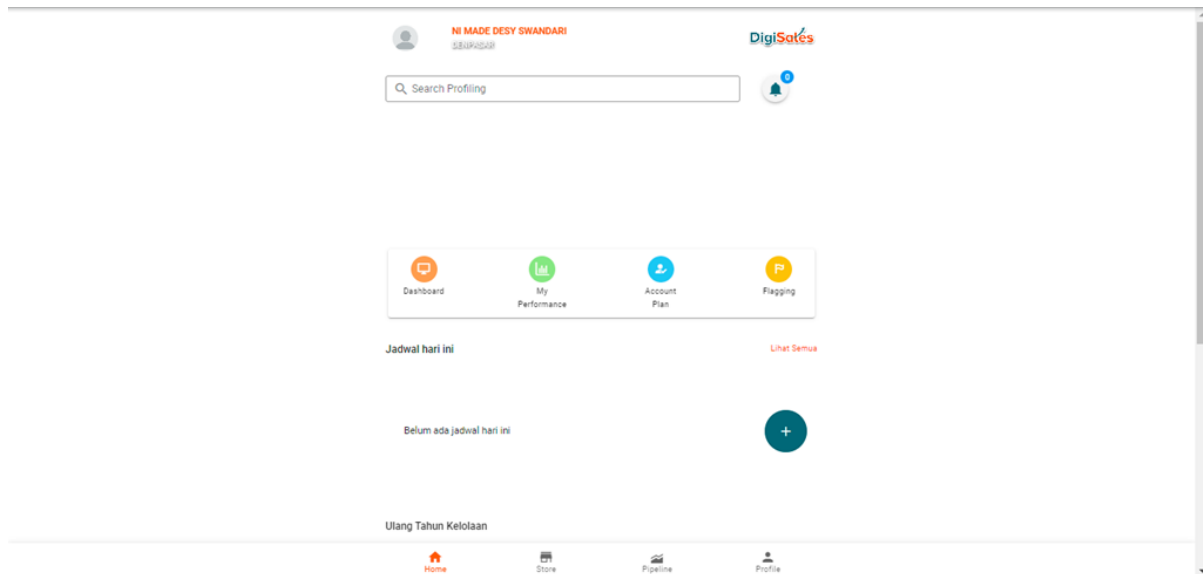 NI MADE DESY SWANDARI
DENPASAR
DigiSales
Search Profiling
0
Dashboard
My
Performance
Account
Plan
Flagging
Jadwal hari ini
Lihat Semua
Belum ada jadwal hari ini
+
Ulang Tahun Kelolaan
Home
Store
Pipeline
Profile